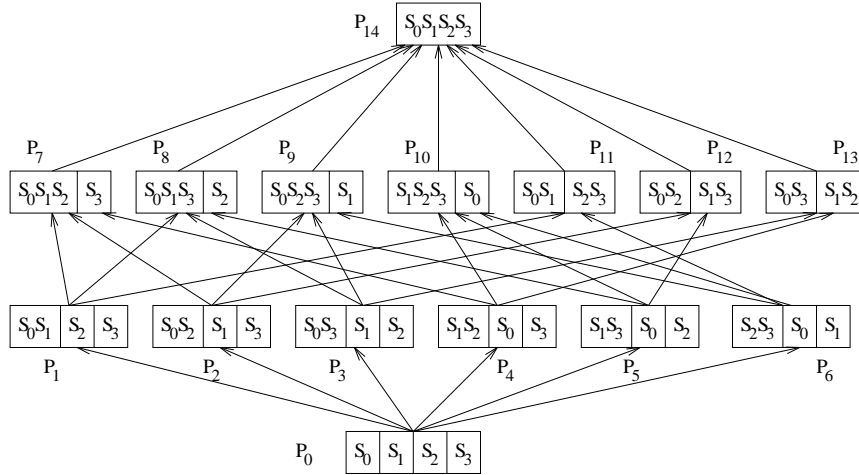 P₁₄ S₀S₁S₂S₃
P₇ P₈ P₉ P₁₀ P₁₁ P₁₂ P₁₃
S₀S₁S₂ S₃ S₀S₁S₃ S₂ S₀S₂S₃ S₁ S₁S₂S₃ S₀ S₀S₁ S₂S₃ S₀S₂ S₁S₃ S₀S₃ S₁S₂
S₀S₁ S₂ S₃ S₀S₂ S₁ S₃ S₀S₃ S₁ S₂ S₁S₂ S₀ S₃ S₁S₃ S₀ S₂ S₂S₃ S₀ S₁
P₁ P₂ P₃ P₄ P₅ P₆
P₀ S₀ S₁ S₂ S₃